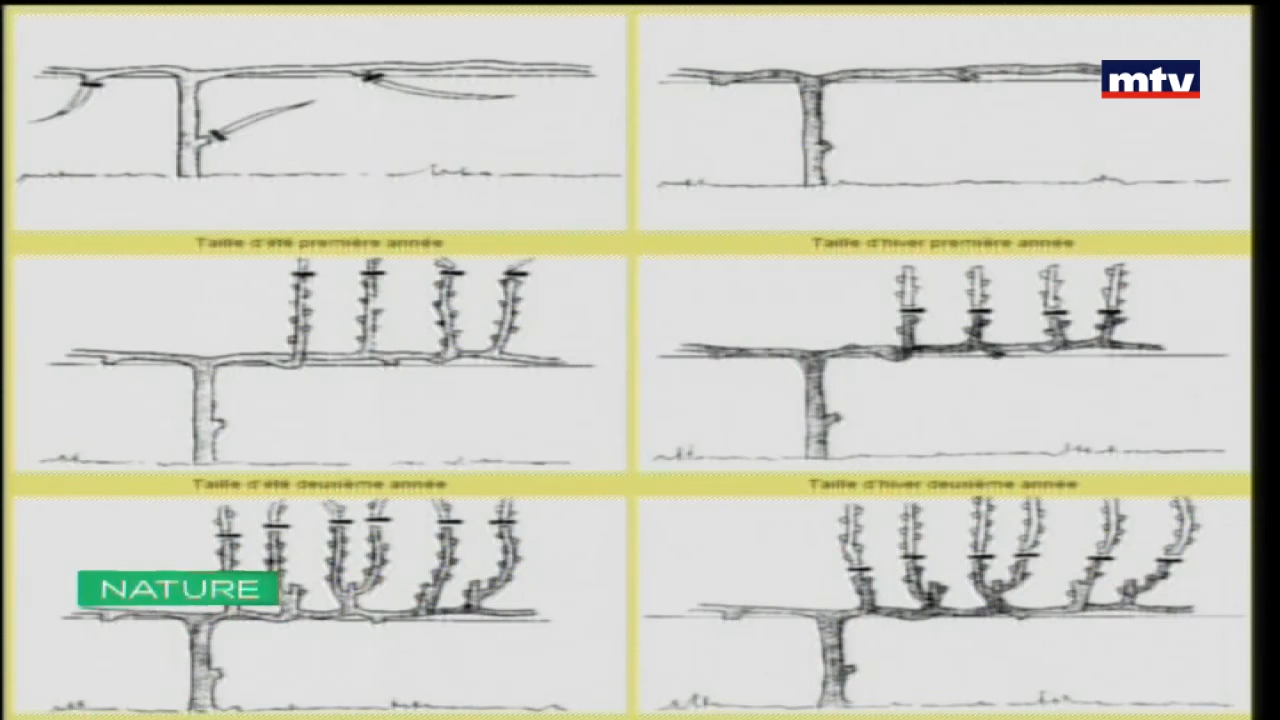 mtv
Taille d'été première année
Taille d'hiver première année
Taille d'été deuxième année
Taille d'hiver deuxième année
NATURE